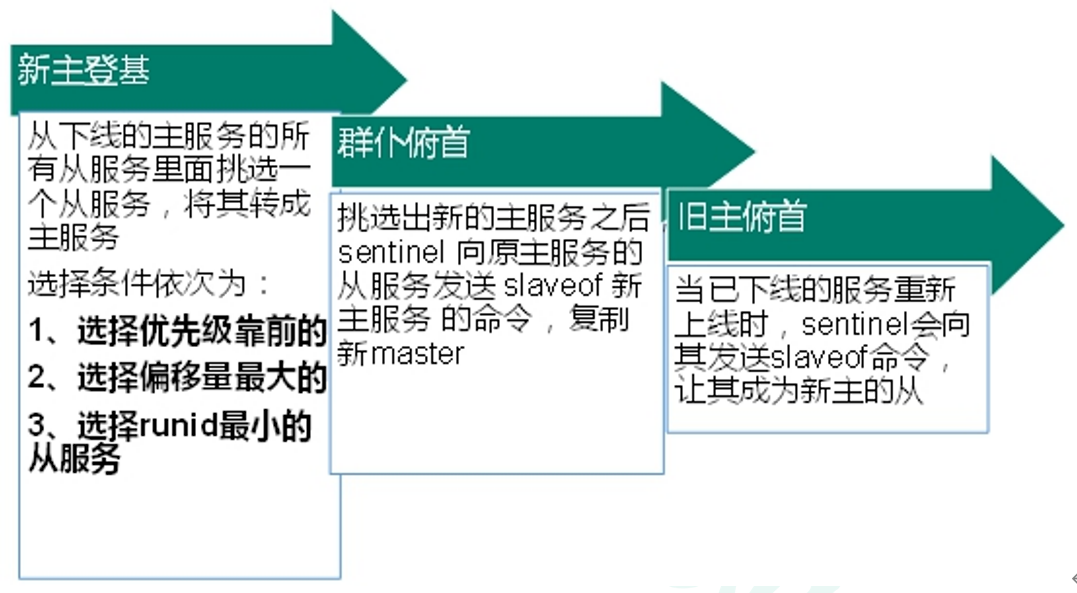 新主登基
从下线的主服务的所
有从服务里面挑选一
个从服务，将其转成
主服务
选择条件依次为：
1、选择优先级靠前的
2、选择偏移量最大的
3、选择runid最小的
从服务
群仆俯首
挑选出新的主服务之后，
sentinel 向原主服务的
从服务发送 slaveof 新
主服务 的命令，复制
新master
旧主俯首
当已下线的服务重新
上线时，sentinel会向
其发送slaveof命令，
让其成为新主的从